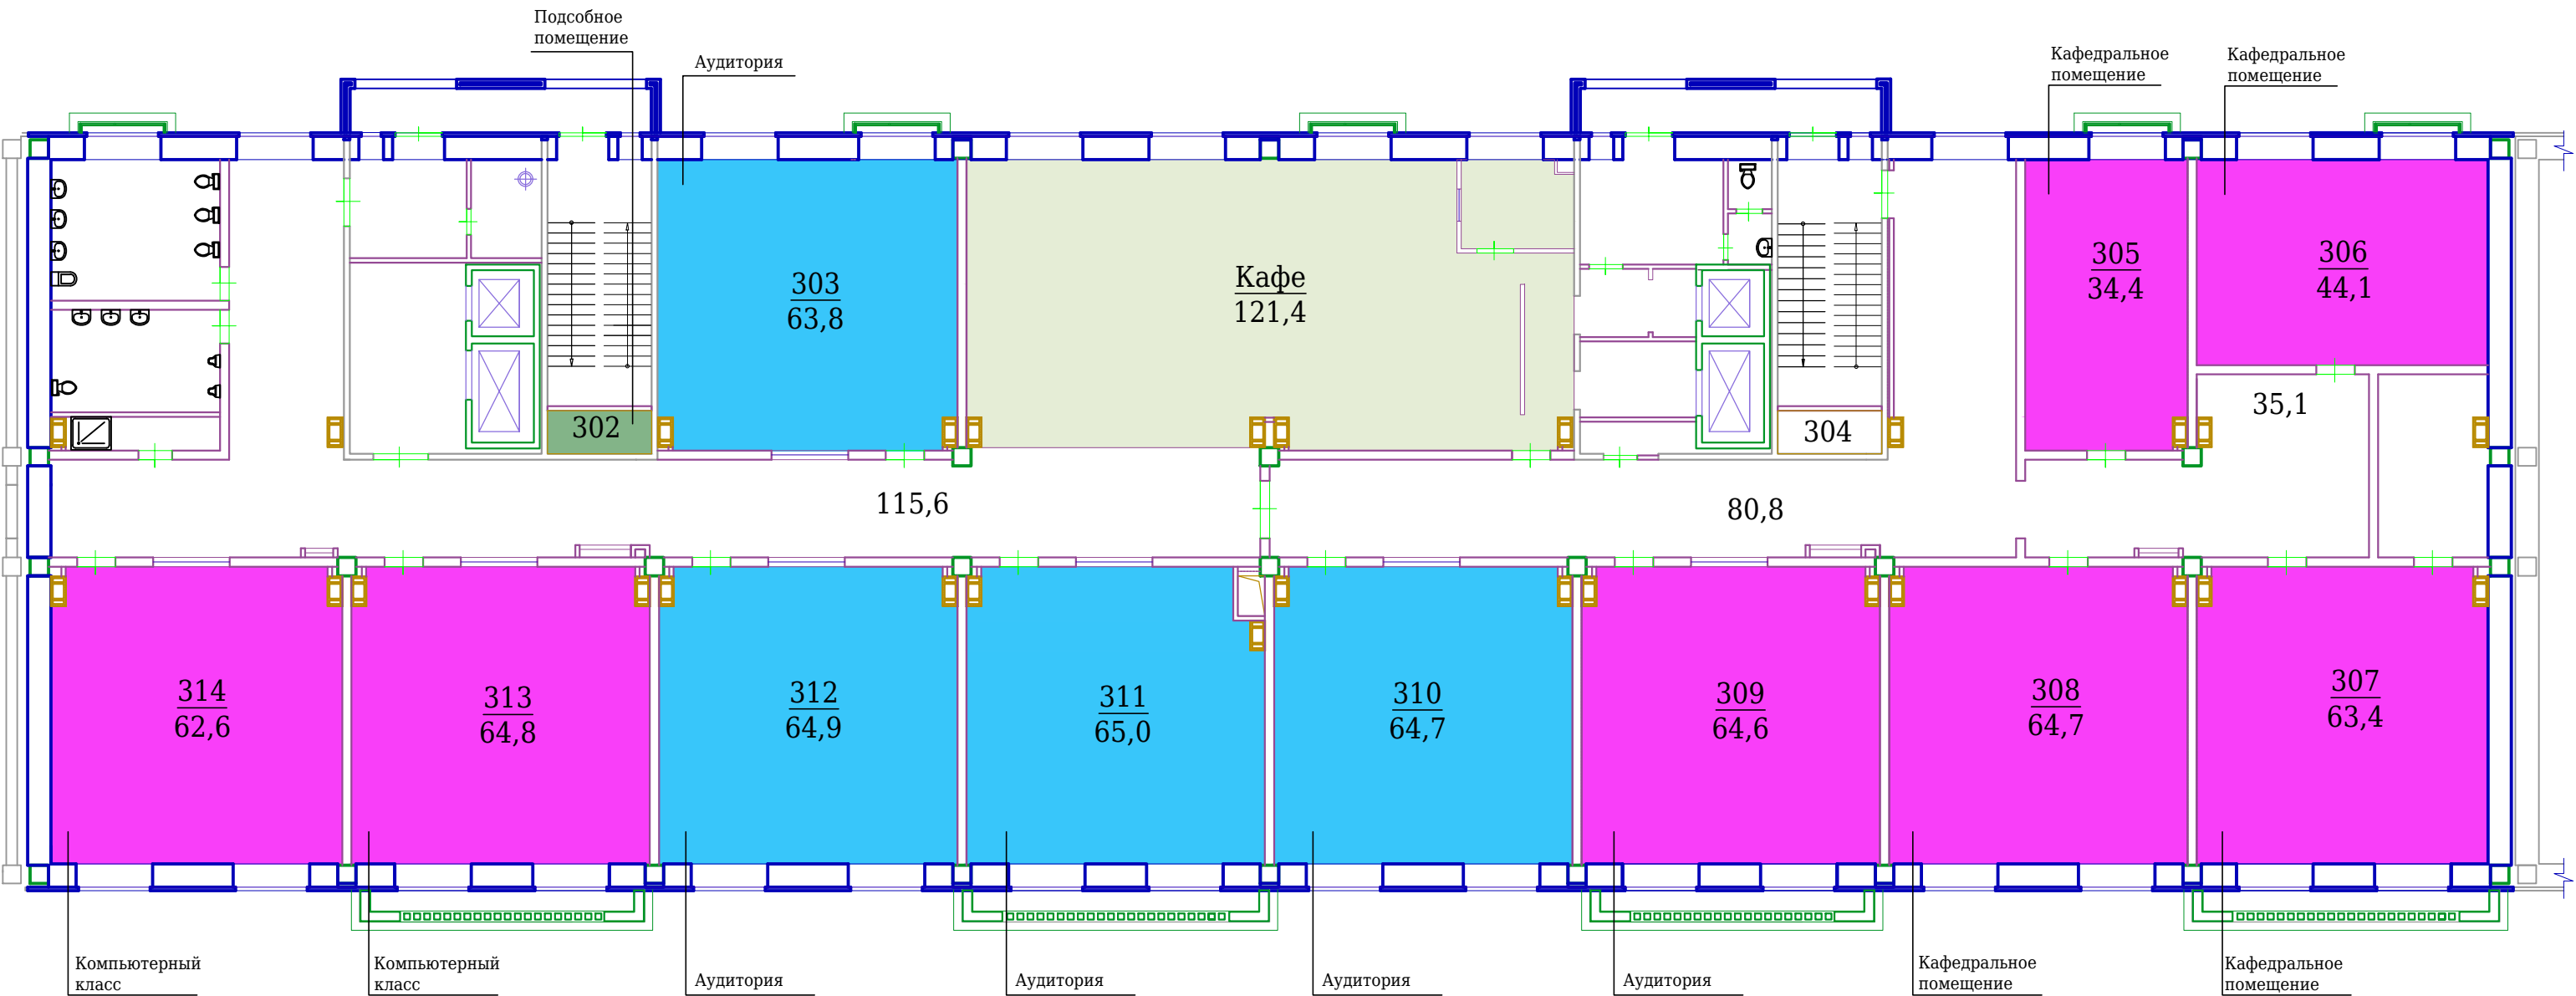 Подсобное
помещение
Аудитория
Кафедральное
помещение
Кафедральное
помещение
303
63,8
Кафе
121,4
305
34,4
306
44,1
302
304
35,1
115,6
80,8
314
62,6
313
64,8
312
64,9
311
65,0
310
64,7
309
64,6
308
64,7
307
63,4
Компьютерный
класс
Компьютерный
класс
Аудитория
Аудитория
Аудитория
Аудитория
Кафедральное
помещение
Кафедральное
помещение